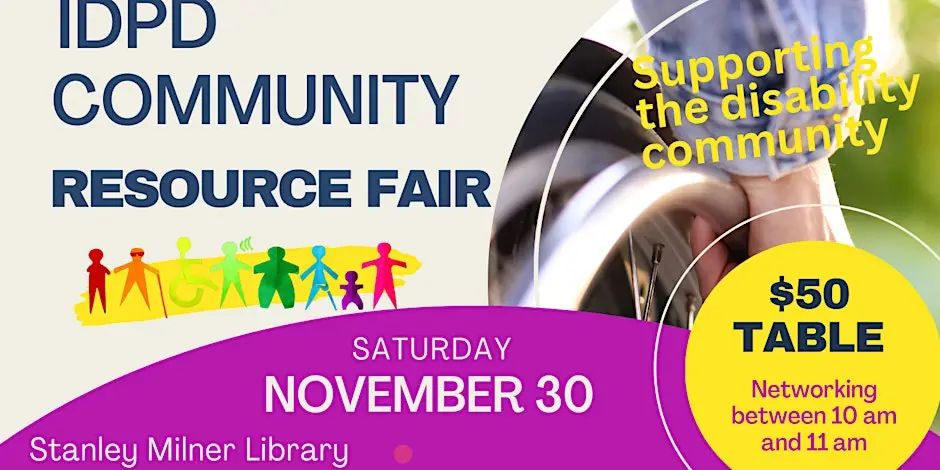 IDPD
COMMUNITY
RESOURCE FAIR
Supporting
the disability
community
$50
TABLE
Networking
between 10 am
and 11 am
SATURDAY
NOVEMBER 30
Stanley Milner Library